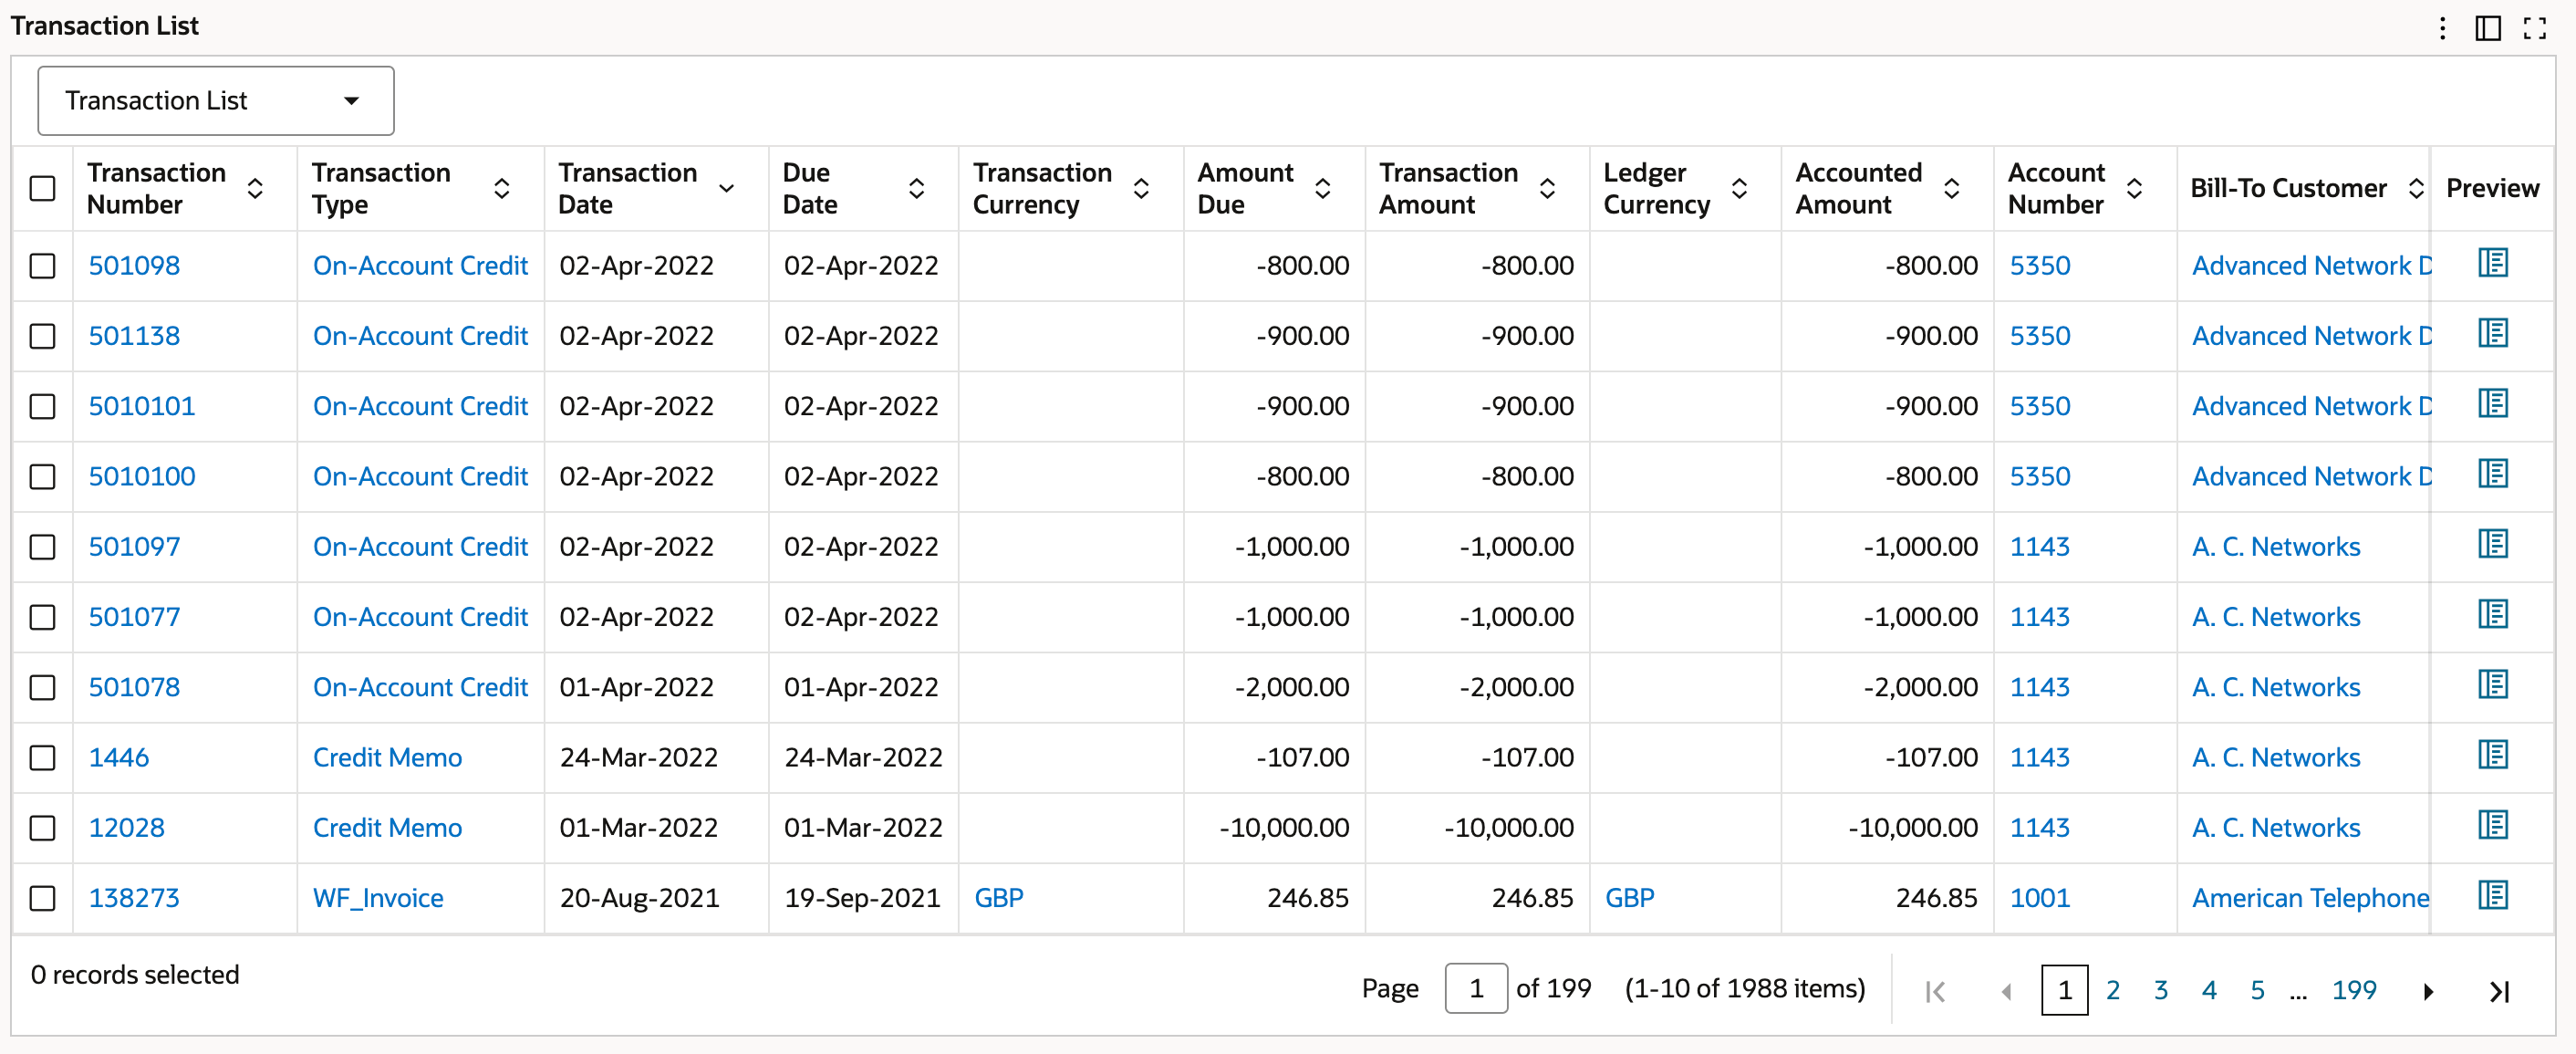 Transaction List
Transaction List
Transaction Number Transaction Type Transaction Date Due Date Transaction Currency Amount Due Transaction Amount Ledger Currency Accounted Amount Account Number Bill-To Customer Preview
501098 On-Account Credit 02-Apr-2022 02-Apr-2022 -800.00 -800.00 -800.00 5350 Advanced Network D
501138 On-Account Credit 02-Apr-2022 02-Apr-2022 -900.00 -900.00 -900.00 5350 Advanced Network D
5010101 On-Account Credit 02-Apr-2022 02-Apr-2022 -900.00 -900.00 -900.00 5350 Advanced Network D
5010100 On-Account Credit 02-Apr-2022 02-Apr-2022 -800.00 -800.00 -800.00 5350 Advanced Network D
501097 On-Account Credit 02-Apr-2022 02-Apr-2022 -1,000.00 -1,000.00 -1,000.00 1143 A. C. Networks
501077 On-Account Credit 02-Apr-2022 02-Apr-2022 -1,000.00 -1,000.00 -1,000.00 1143 A. C. Networks
501078 On-Account Credit 01-Apr-2022 01-Apr-2022 -2,000.00 -2,000.00 -2,000.00 1143 A. C. Networks
1446 Credit Memo 24-Mar-2022 24-Mar-2022 -107.00 -107.00 -107.00 1143 A. C. Networks
12028 Credit Memo 01-Mar-2022 01-Mar-2022 -10,000.00 -10,000.00 -10,000.00 1143 A. C. Networks
138273 WF_Invoice 20-Aug-2021 19-Sep-2021 GBP 246.85 246.85 GBP 246.85 1001 American Telephone
0 records selected
Page 1 of 199 (1-10 of 1988 items) 1 2 3 4 5 ... 199